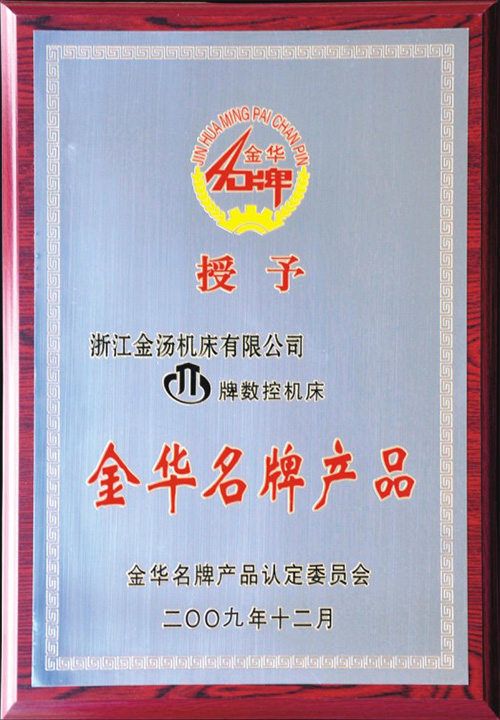 JIN HUA MING PAI CHAN PIN
金华
名牌
授予
浙江金汤机床有限公司
牌数控机床
金华名牌产品
金华名牌产品认定委员会
二〇〇九年十二月